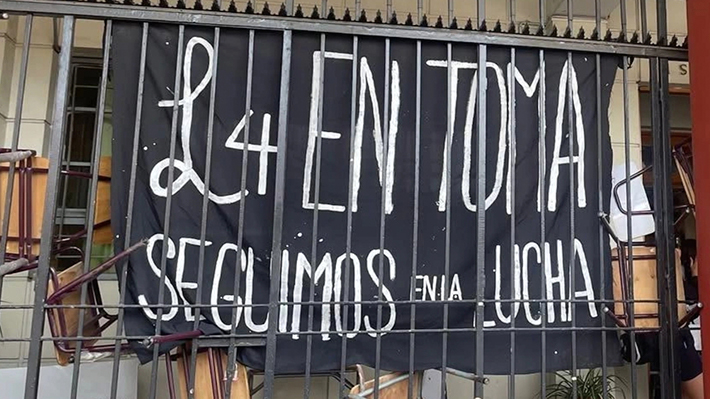 L4 EN TOMA
SEGUIMOS EN LA LUCHA